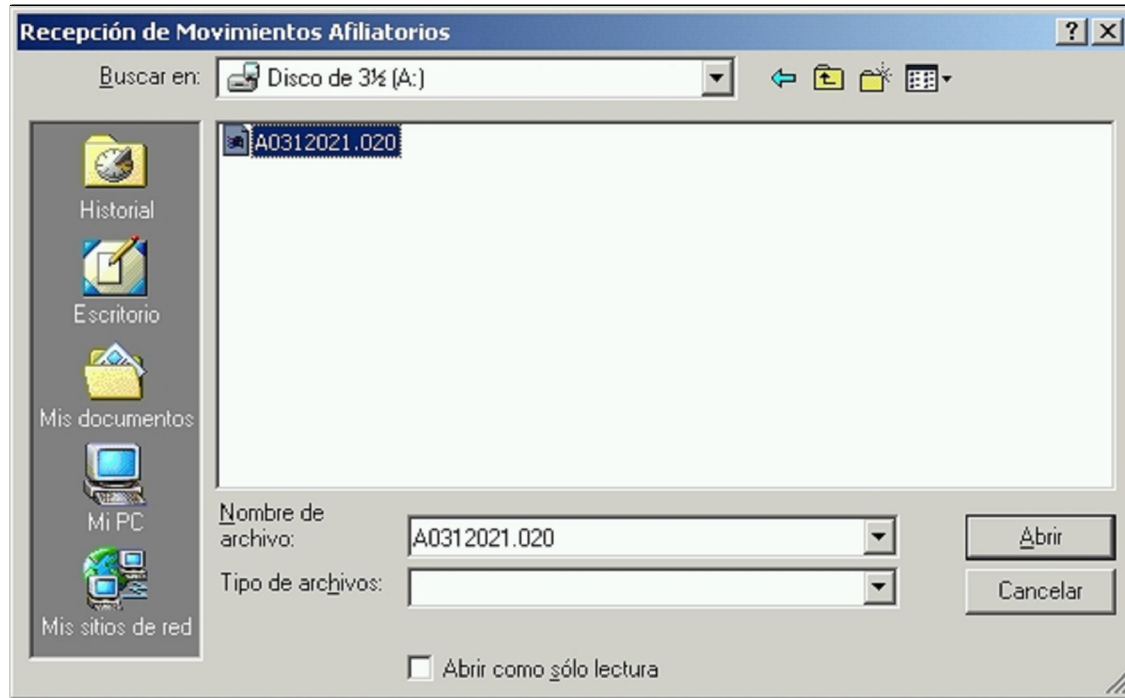 Recepción de Movimientos Afiliatorios
Buscar en: Disco de 3½ (A:)
A0312021.020
Historial
Escritorio
Mis documentos
Mi PC
Mis sitios de red
Nombre de
archivo: A0312021.020
Abrir
Tipo de archivos:
Cancelar
Abrir como sólo lectura